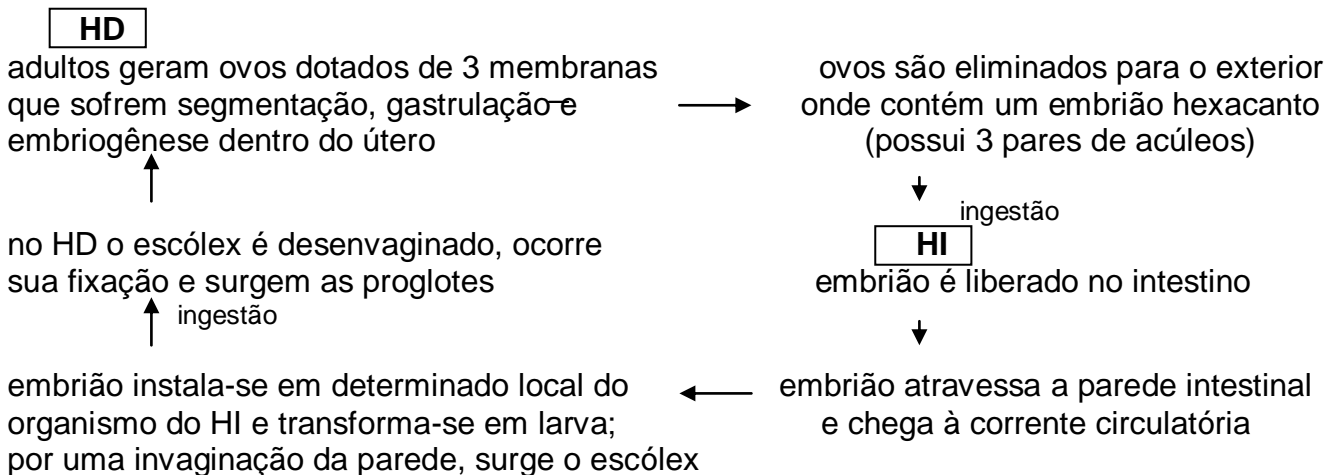 HD
adultos geram ovos dotados de 3 membranas
que sofrem segmentação, gastrulação e
embriogênese dentro do útero
ovos são eliminados para o exterior
onde contém um embrião hexacanto
(possui 3 pares de acúleos)
ingestão
HI
embrião é liberado no intestino
embrião atravessa a parede intestinal
e chega à corrente circulatória
embrião instala-se em determinado local do
organismo do HI e transforma-se em larva;
por uma invaginação da parede, surge o escólex
ingestão
no HD o escólex é desenvaginado, ocorre
sua fixação e surgem as proglotes